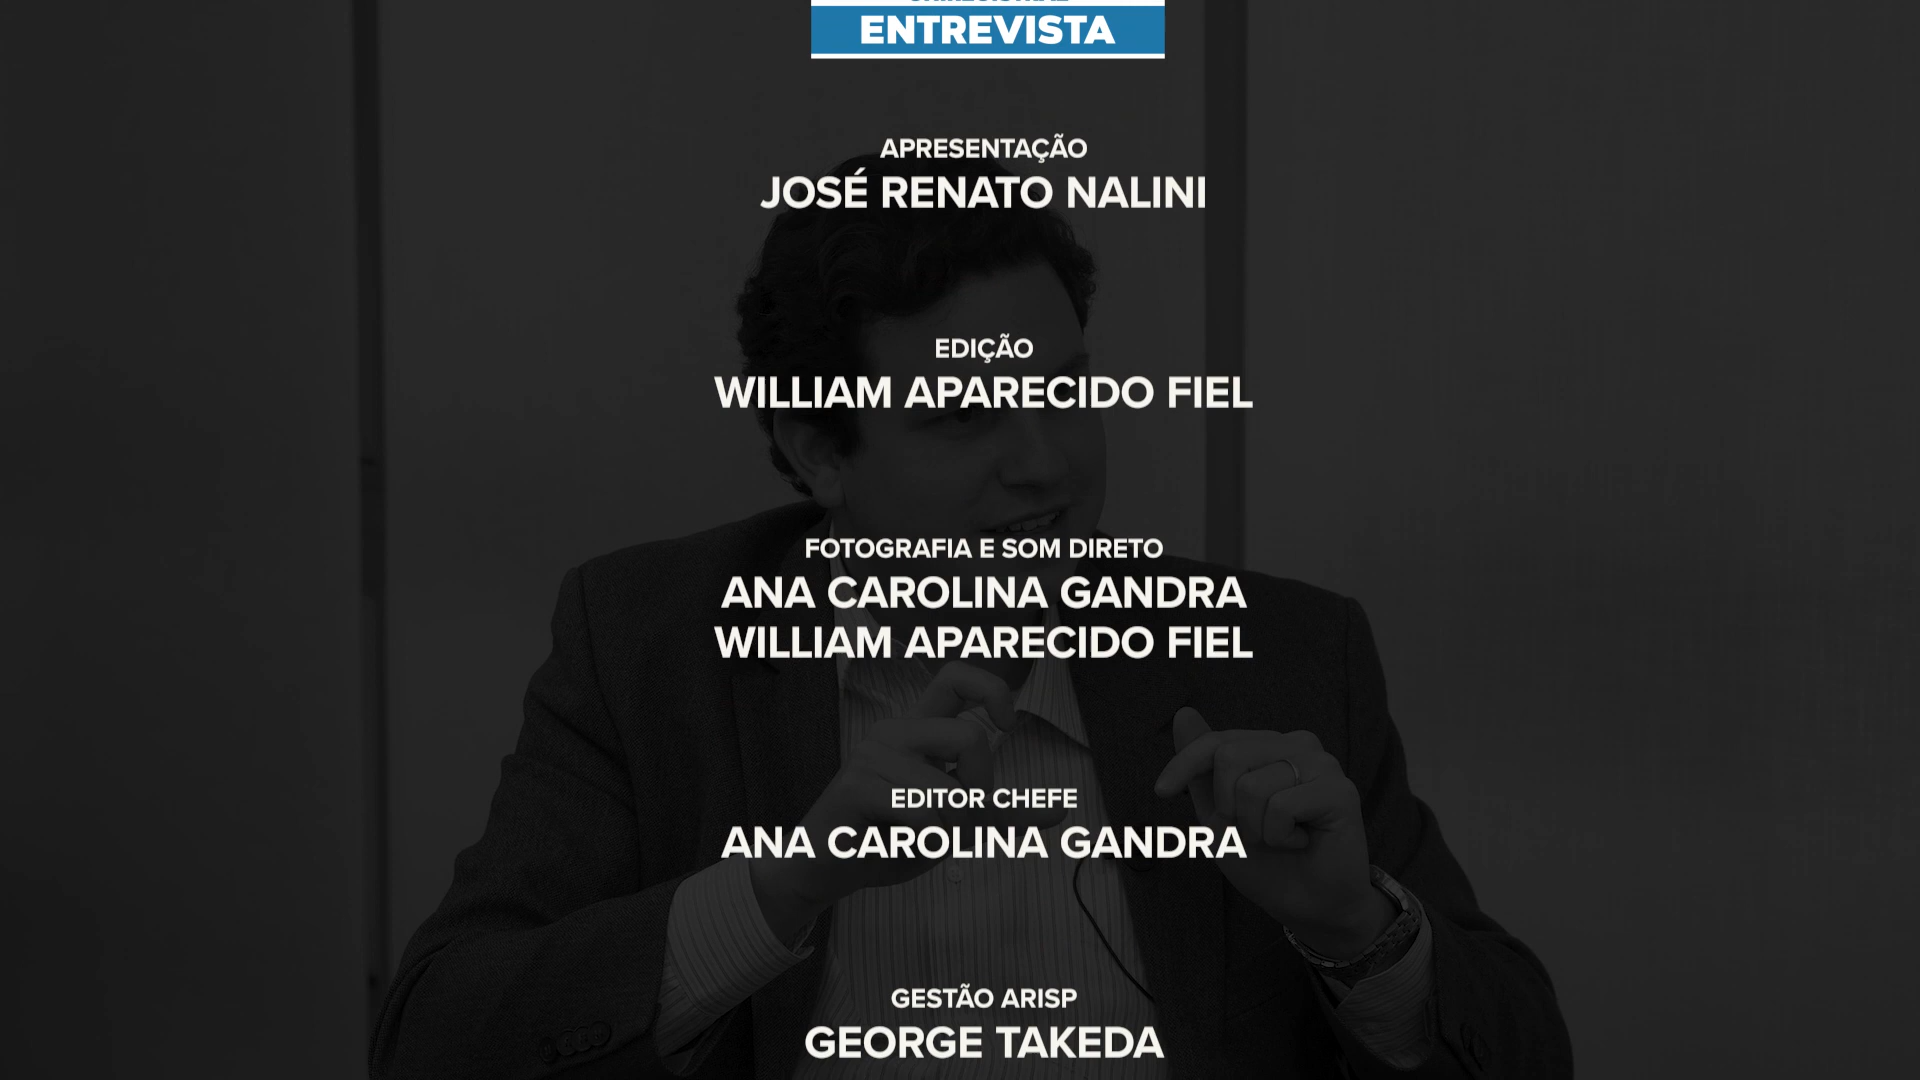 ENTREVISTA
APRESENTAÇÃO
JOSÉ RENATO NALINI
EDIÇÃO
WILLIAM APARECIDO FIEL
FOTOGRAFIA E SOM DIRETO
ANA CAROLINA GANDRA
WILLIAM APARECIDO FIEL
EDITOR CHEFE
ANA CAROLINA GANDRA
GESTÃO ARISP
GEORGE TAKEDA